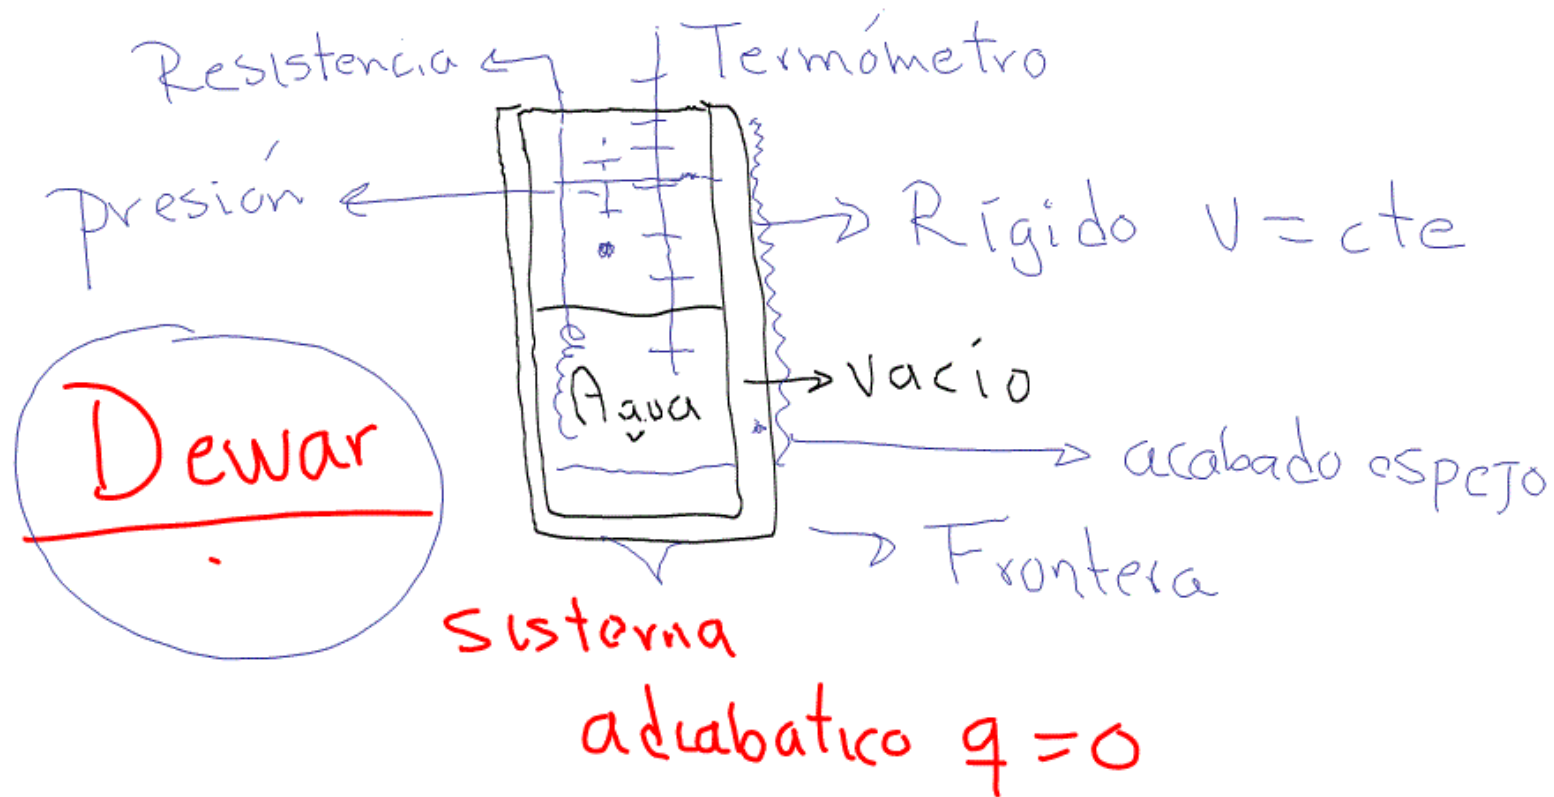 Resistencia
Termómetro
presión
Rígido V = cte
Dewar
Agua
vacío
acabado espejo
Frontera
sistema
adiabatico q = 0